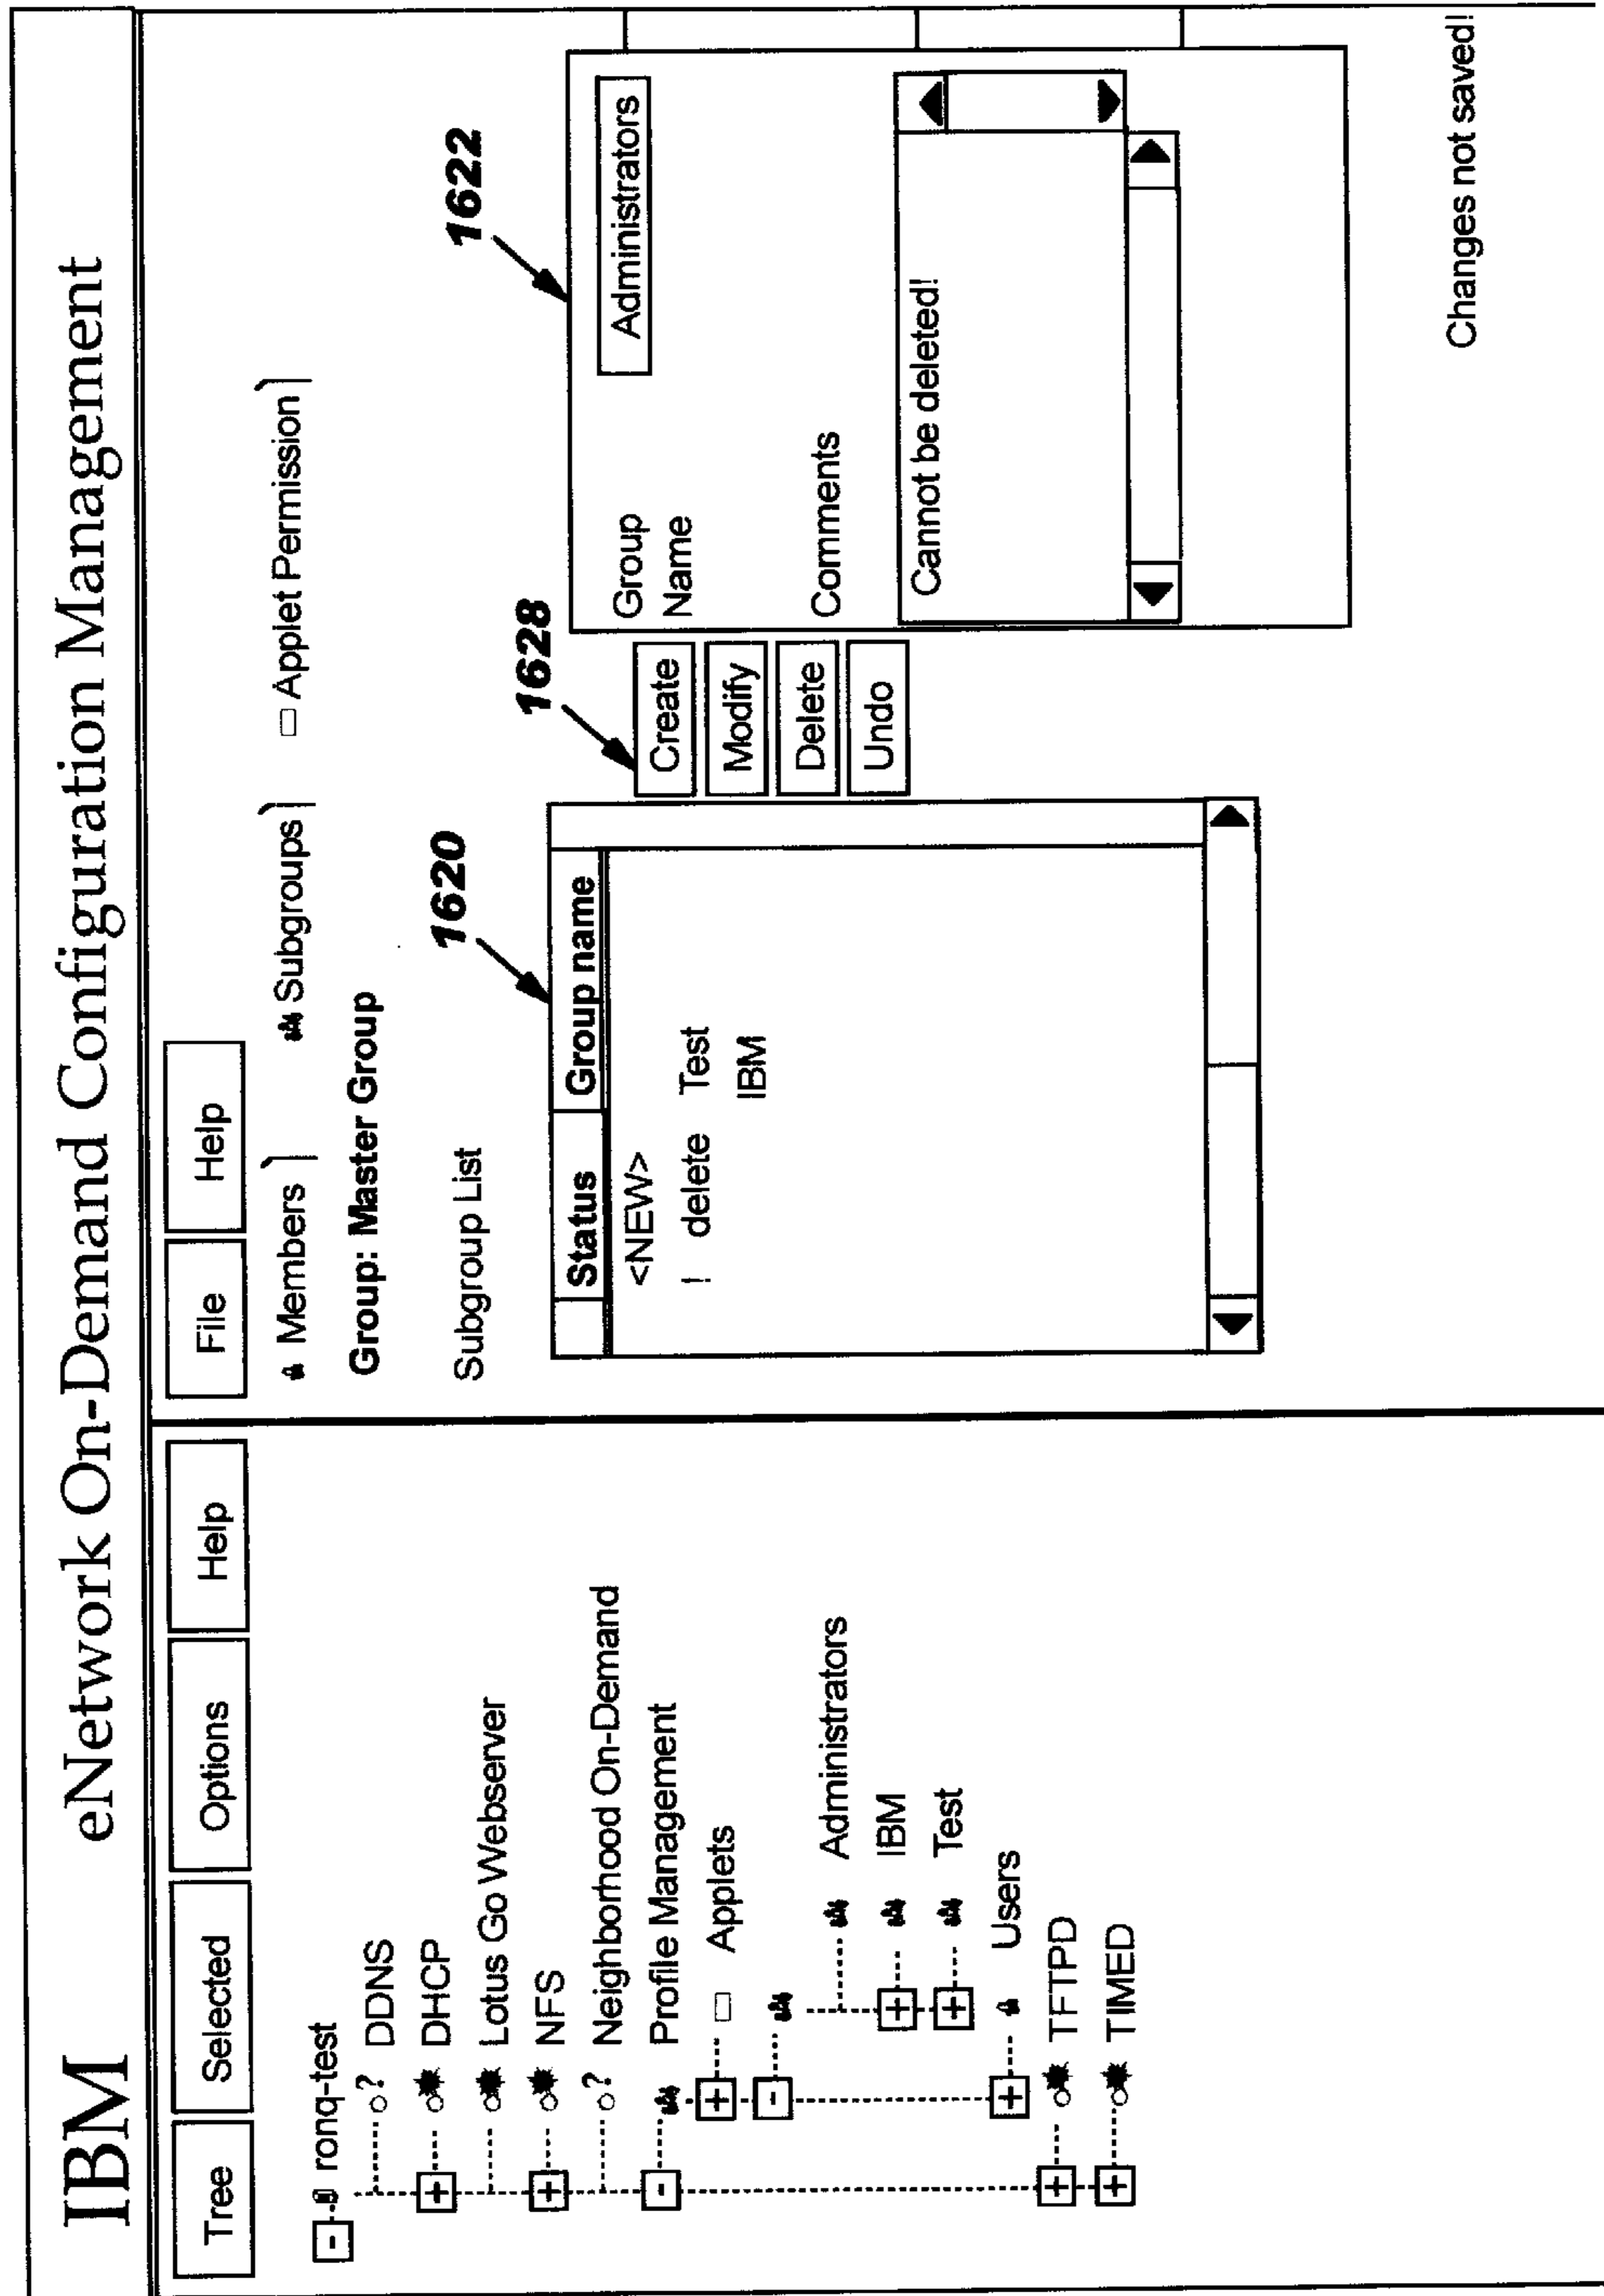 IBM eNetwork On-Demand Configuration Management
Tree Selected Options Help
ronq-test
? DDNS
DHCP
Lotus Go Webserver
NFS
? Neighborhood On-Demand
Profile Management
Applets
Administrators
IBM
Test
Users
TFTPD
TIMED
File Help
Members Subgroups Applet Permission
Group: Master Group
Subgroup List
1620
Status Group name
<NEW>
! delete Test
IBM
1628
Create
Modify
Delete
Undo
1622
Group
Name
Administrators
Comments
Cannot be deleted!
Changes not saved!